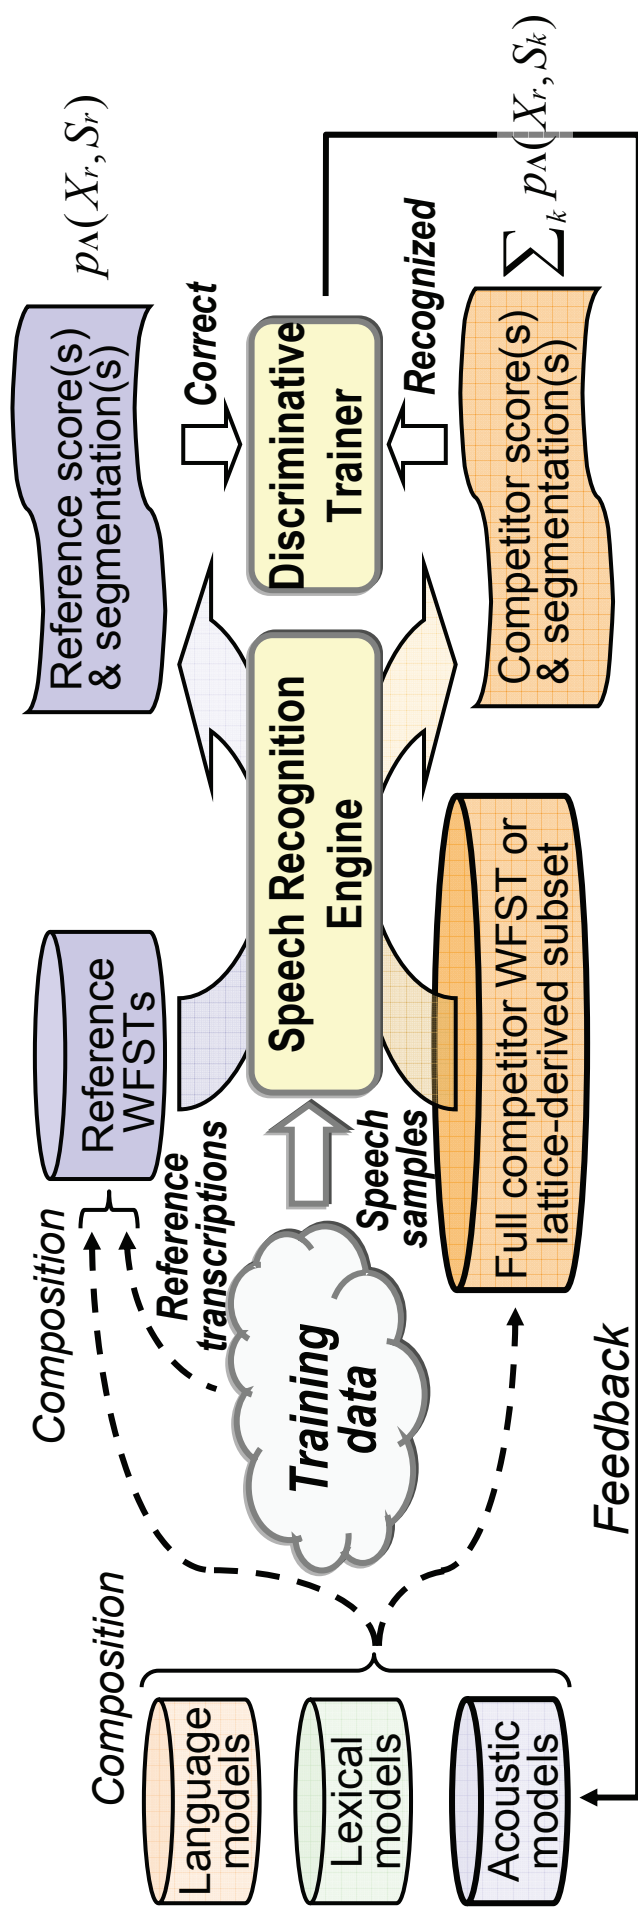 Composition
Language
models
Lexical
models
Acoustic
models
Composition
Reference
WFSTs
Reference
transcriptions
Training
data
Speech
samples
Full competitor WFST or
lattice-derived subset
Speech Recognition
Engine
Reference score(s)
& segmentation(s)
pΛ(Xr, Sr)
Correct
Discriminative
Trainer
Recognized
Competitor score(s)
& segmentation(s)
∑k pΛ(Xr, Sk)
Feedback